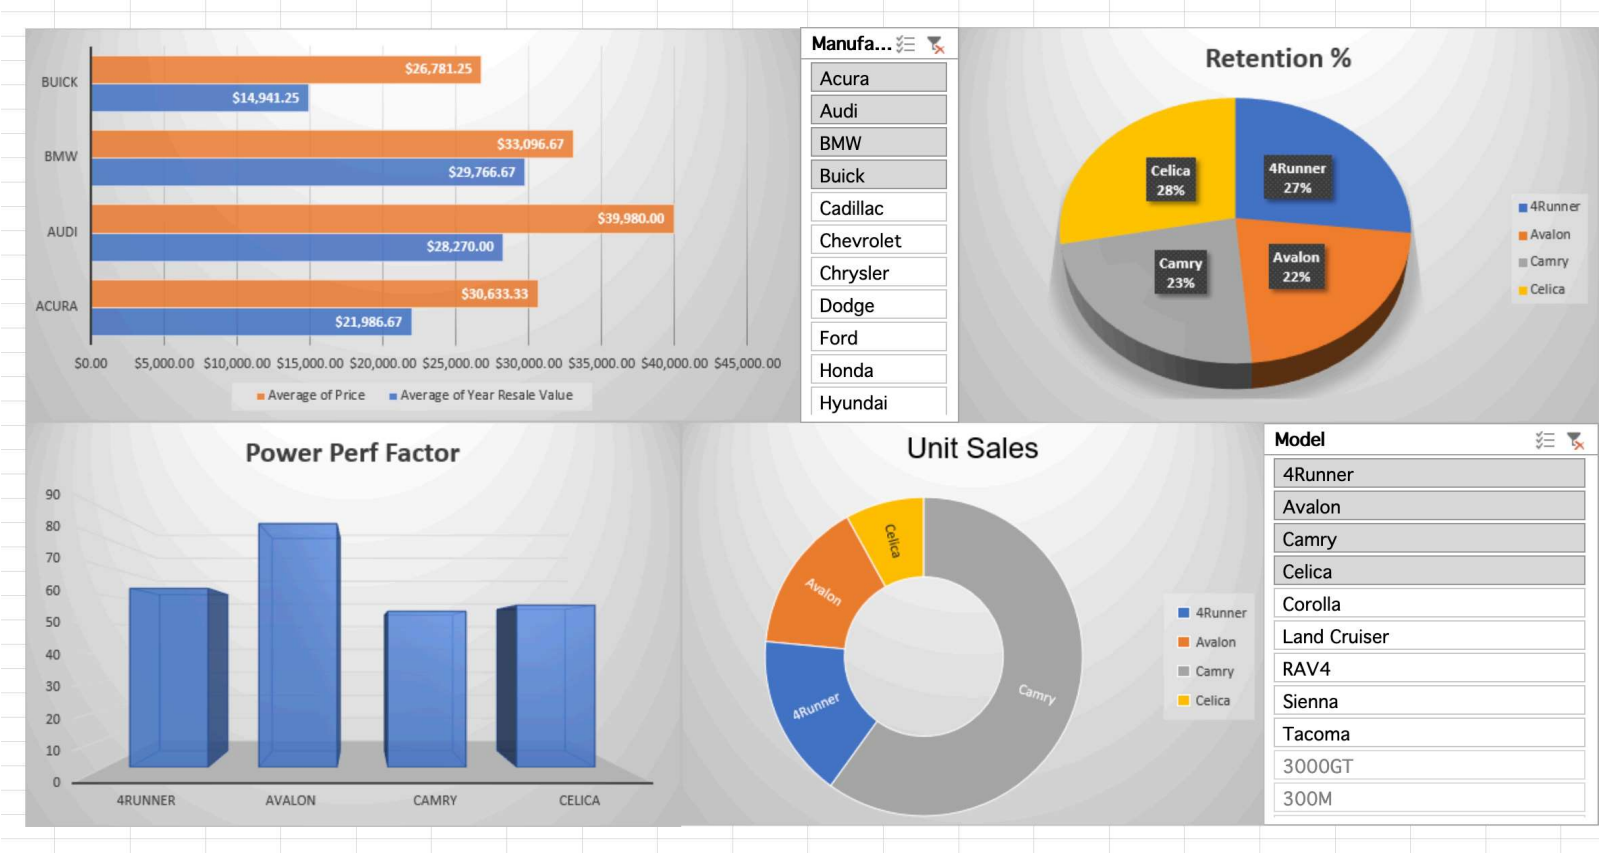 BUICK
$26,781.25
$14,941.25
BMW
$33,096.67
$29,766.67
AUDI
$39,980.00
$28,270.00
ACURA
$30,633.33
$21,986.67
$0.00 $5,000.00 $10,000.00 $15,000.00 $20,000.00 $25,000.00 $30,000.00 $35,000.00 $40,000.00 $45,000.00
Average of Price Average of Year Resale Value
Manufa...
Acura
Audi
BMW
Buick
Cadillac
Chevrolet
Chrysler
Dodge
Ford
Honda
Hyundai
Retention %
Celica
28%
4Runner
27%
Camry
23%
Avalon
22%
4Runner
Avalon
Camry
Celica
Power Perf Factor
90
80
70
60
50
40
30
20
10
0
4RUNNER AVALON CAMRY CELICA
Unit Sales
Celica
Avalon
4Runner
Camry
4Runner
Avalon
Camry
Celica
Model
4Runner
Avalon
Camry
Celica
Corolla
Land Cruiser
RAV4
Sienna
Tacoma
3000GT
300M